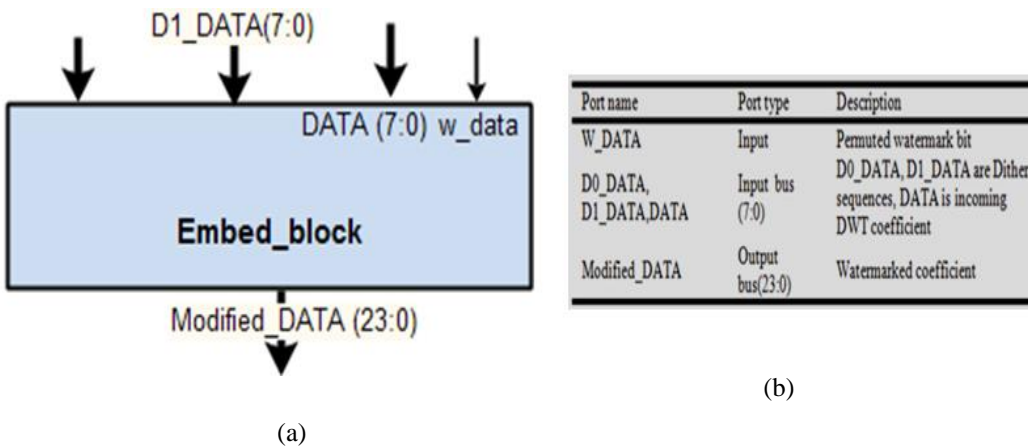 D1_DATA(7:0)
DATA (7:0) w_data
Embed_block
Modified_DATA (23:0)
(a)
Port name Port type Description
W_DATA Input Permuted watermark bit
D0_DATA, D1_DATA,DATA Input bus (7:0) D0_DATA, D1_DATA are Dither sequences, DATA is incoming DWT coefficient
Modified_DATA Output bus(23:0) Watermarked coefficient
(b)